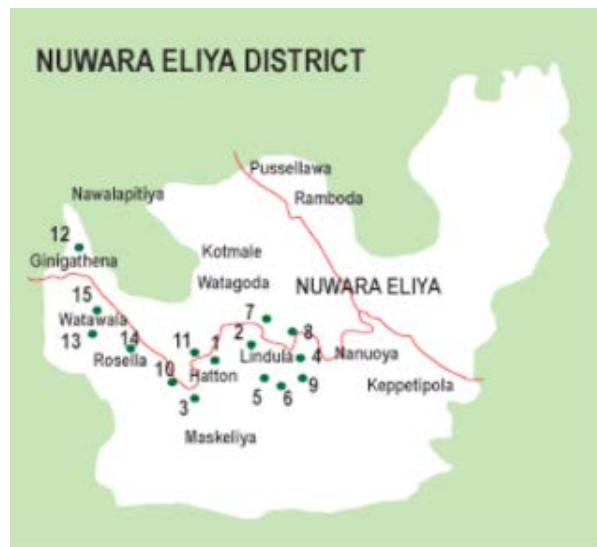 NUWARA ELIYA DISTRICT
Pussellawa
Nawalapitiya
Ramboda
12
Kotmale
Ginigathena
Watagoda
NUWARA ELIYA
15
7
Watawala
8
13
14
11
1
2
Lindula
4
Nanuoya
Rosella
10
Hatton
5
6
9
Keppetipola
3
Maskeliya